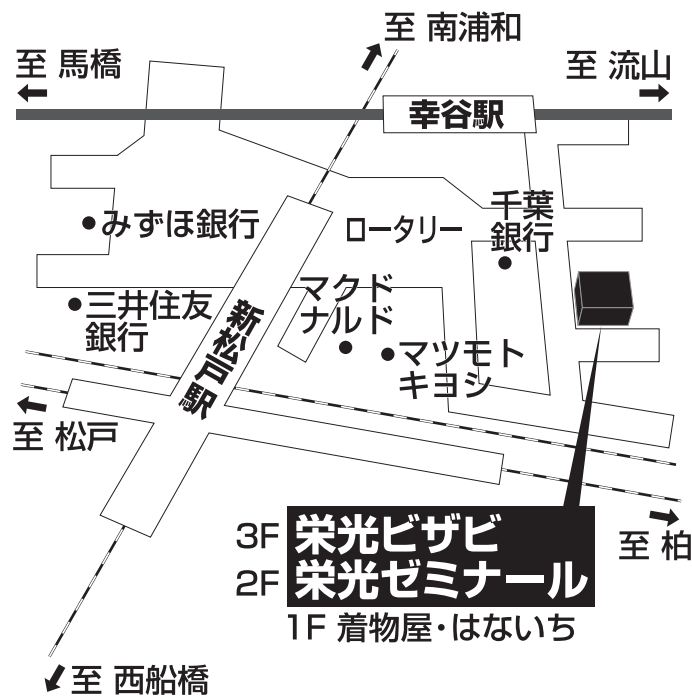 至 南浦和
至 馬橋
至 流山
幸谷駅
千葉
銀行
みずほ銀行
ロータリー
マクド
ナルド
三井住友
銀行
新松戸駅
マツモト
キヨシ
至 松戸
3F 栄光ビザビ
2F 栄光ゼミナール
1F 着物屋・はないち
至 柏
至 西船橋